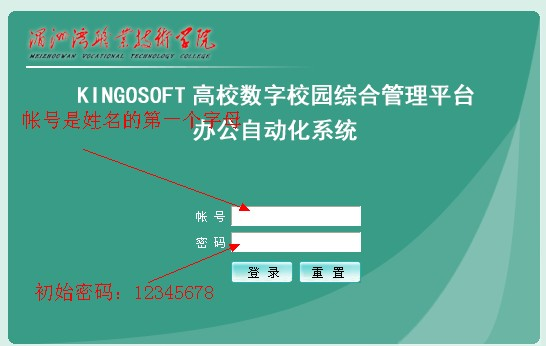 湄洲湾职业技术学院
MEIZHOUWAN VOCATIONAL TECHNOLOGY COLLEGE
KINGOSOFT 高校数字校园综合管理平台
帐号是姓名的第一个字母
办公自动化系统
帐 号
密 码
登 录 重 置
初始密码：12345678